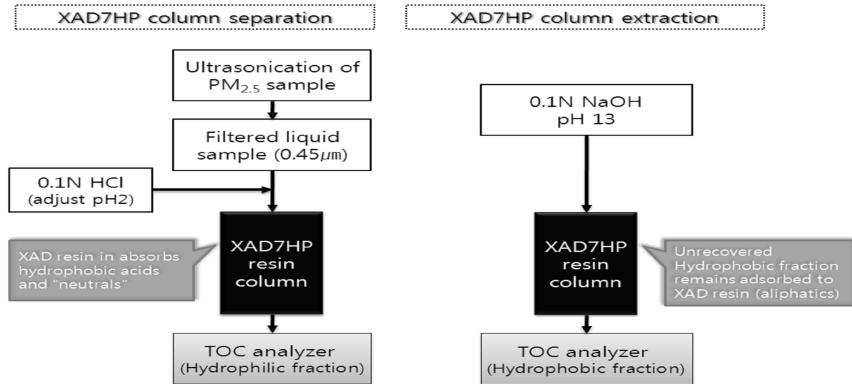 XAD7HP column separation
Ultrasonication of
PM2.5 sample
Filtered liquid
sample (0.45㎛)
0.1N HCl
(adjust pH2)
XAD7HP
resin
column
XAD resin in absorbs
hydrophobic acids
and "neutrals"
TOC analyzer
(Hydrophilic fraction)
XAD7HP column extraction
0.1N NaOH
pH 13
XAD7HP
resin
column
Unrecovered
Hydrophobic fraction
remains adsorbed to
XAD resin (aliphatics)
TOC analyzer
(Hydrophobic fraction)